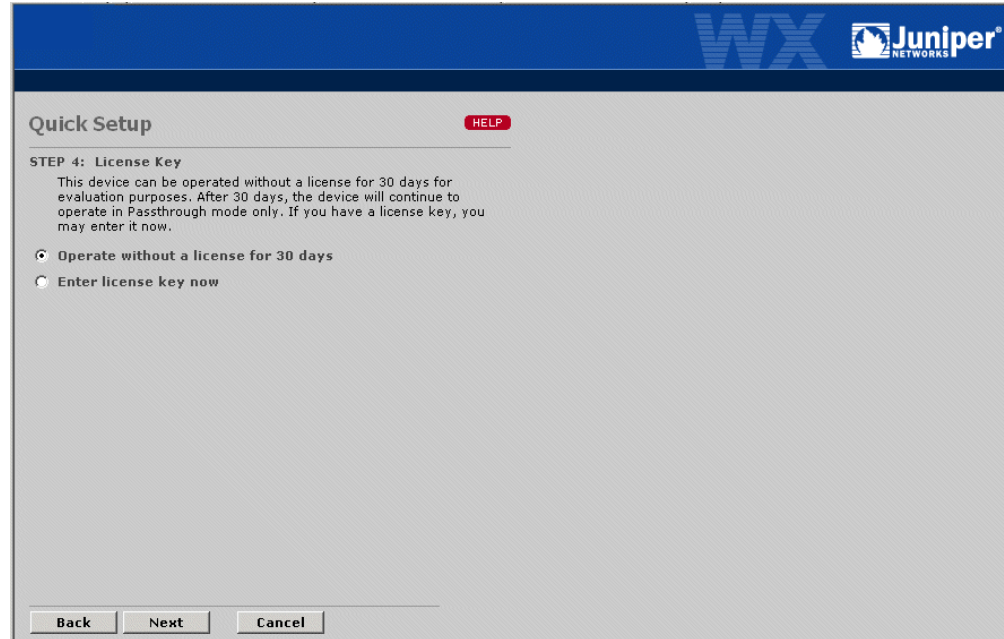 WX
Juniper®
NETWORKS
Quick Setup
HELP
STEP 4: License Key
This device can be operated without a license for 30 days for
evaluation purposes. After 30 days, the device will continue to
operate in Passthrough mode only. If you have a license key, you
may enter it now.
Operate without a license for 30 days
Enter license key now
Back
Next
Cancel